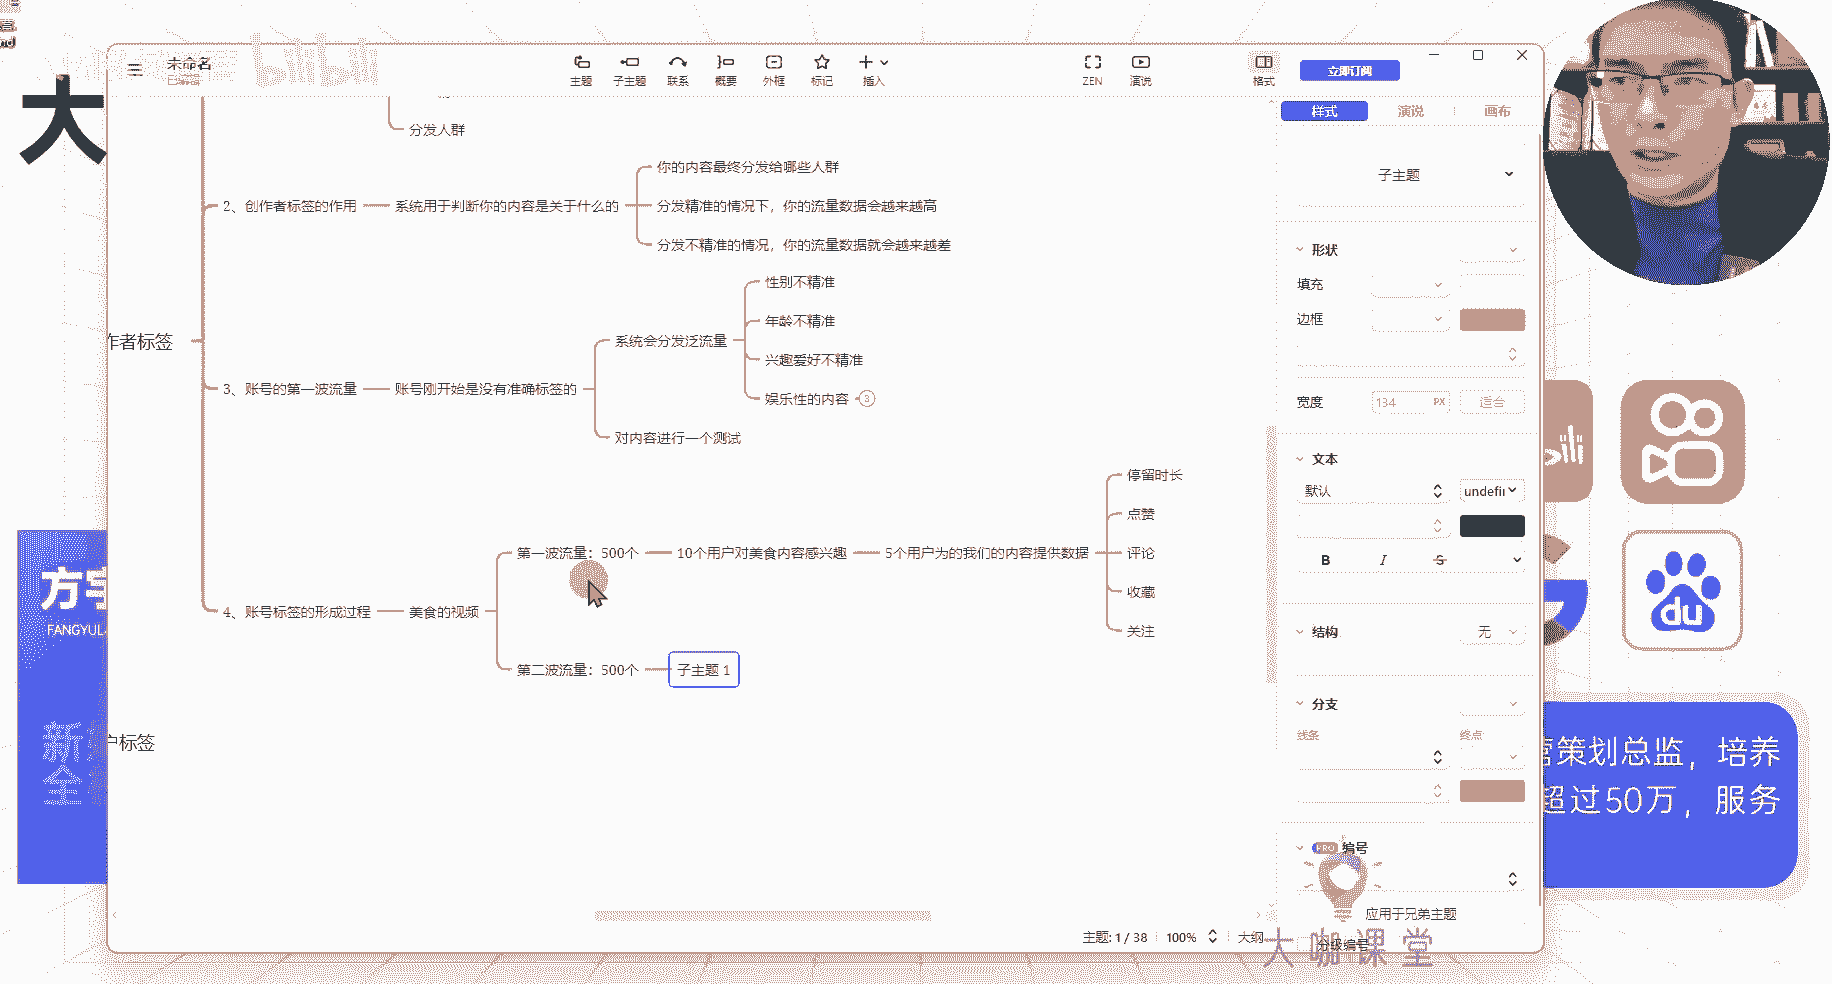 未命名
已编辑
bilibili
主题
子主题
联系
概要
外框
标记
插入
ZEN
演说
格式
立即订阅
样式
演说
画布
大
分发人群
你的内容最终分发给哪些人群
2、创作者标签的作用
系统用于判断你的内容是关于什么的
分发精准的情况下，你的流量数据会越来越高
分发不精准的情况，你的流量数据就会越来越差
性别不精准
年龄不精准
作者标签
系统会分发泛流量
兴趣爱好不精准
3、账号的第一波流量
账号刚开始是没有准确标签的
娱乐性的内容
3
对内容进行一个测试
停留时长
点赞
第一波流量：500个
10个用户对美食内容感兴趣
5个用户为的我们的内容提供数据
评论
收藏
4、账号标签的形成过程
美食的视频
关注
第二波流量：500个
子主题 1
户标签
子主题
形状
填充
边框
宽度
134
PX
适合
文本
默认
undefin
B
I
S
结构
无
分支
线条
终点
PRO
编号
应用于兄弟主题
分级编号
主题: 1 / 38
100%
大纲
大咖课堂
方宇
FANGYUL
新
全
du
营策划总监，培养
超过50万，服务